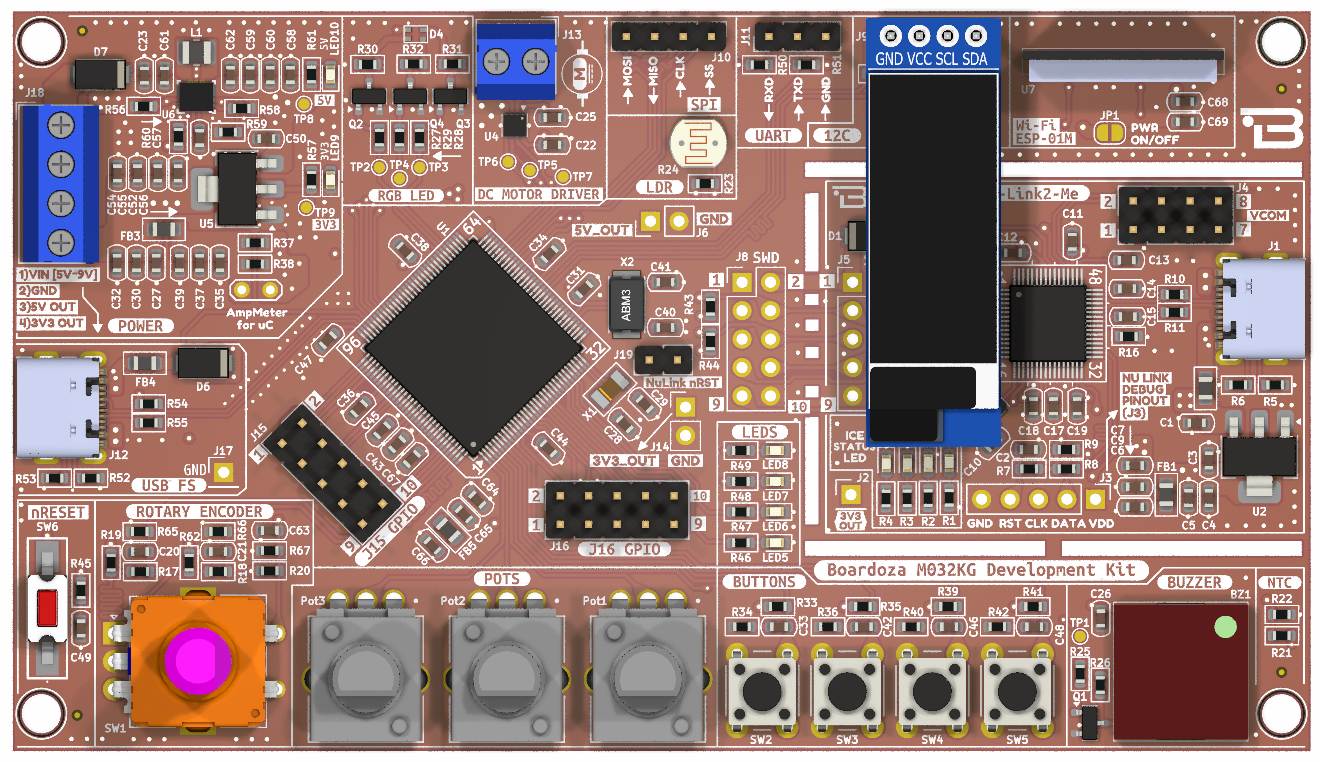 D7
C23
C61
L1
C62
C59
C60
C58
R61
5V
LED10
J18
R56
U6
R58
5V
TP8
R60
R57
R59
C50
R57
3V3
LED9
C54
C55
C52
C56
U5
TP9
3V3
FB3
R37
R38
1)VIN [5V-9V]
2)GND
3)5V OUT
4)3V3 OUT
C32
C30
C27
C39
C37
C35
POWER
AmpMeter
for uC
R30
R32
D4
R31
Q2
Q4
Q3
R27
R29
R28
TP2
TP4
TP3
RGB LED
J13
M
U4
C25
C22
TP6
TP5
TP7
DC MOTOR DRIVER
J10
MOSI
MISO
CLK
SS
SPI
R24
R23
LDR
J11
R50
R51
RXD
TXD
GND
UART
J9
I2C
GND VCC SCL SDA
U7
C68
C69
Wi-Fi
ESP-01M
JP1
PWR
ON/OFF
B
-Link2-Me
J4
2
8
1
7
VCOM
D1
C12
C11
C13
J1
J5
1
C14
R10
C15
R11
R16
48
32
U1
64
96
32
1
C38
C34
C31
X2
ABM3
C41
C40
R43
R44
5V_OUT
GND
J6
J8 SWD
1
2
9
10
9
J19
NuLink nRST
C47
X1
C29
C28
J14
3V3_OUT
GND
C36
C45
C43
C67
C44
C64
C65
FB5
C66
J15
2
1
10
9
J15 GPIO
2
10
1
9
J16
J16 GPIO
FB4
D6
R54
R55
J12
J17
GND
R53
R52
USB FS
LEDS
R49
LED8
R48
LED7
R47
LED6
R46
LED5
ICE
STATUS
LED
J2
3V3
OUT
R4
R3
R2
R1
C10
C2
R7
C18
C17
C19
R9
R8
NU LINK
DEBUG
PINOUT
(J3)
C7
C9
C6
J3
GND RST CLK DATA VDD
R6
R5
C1
C3
FB1
C5
C4
U2
nRESET
SW6
R45
C49
ROTARY ENCODER
R19
R65
C20
R17
R62
R66
C21
R18
C63
R67
R20
SW1
POTS
Pot3
Pot2
Pot1
Boardoza M032KG Development Kit
BUTTONS
R34
R33
C33
R36
R35
C42
R40
R39
C46
R42
R41
C48
SW2
SW3
SW4
SW5
BUZZER
C26
BZ1
TP1
R25
R26
Q1
NTC
R22
R21